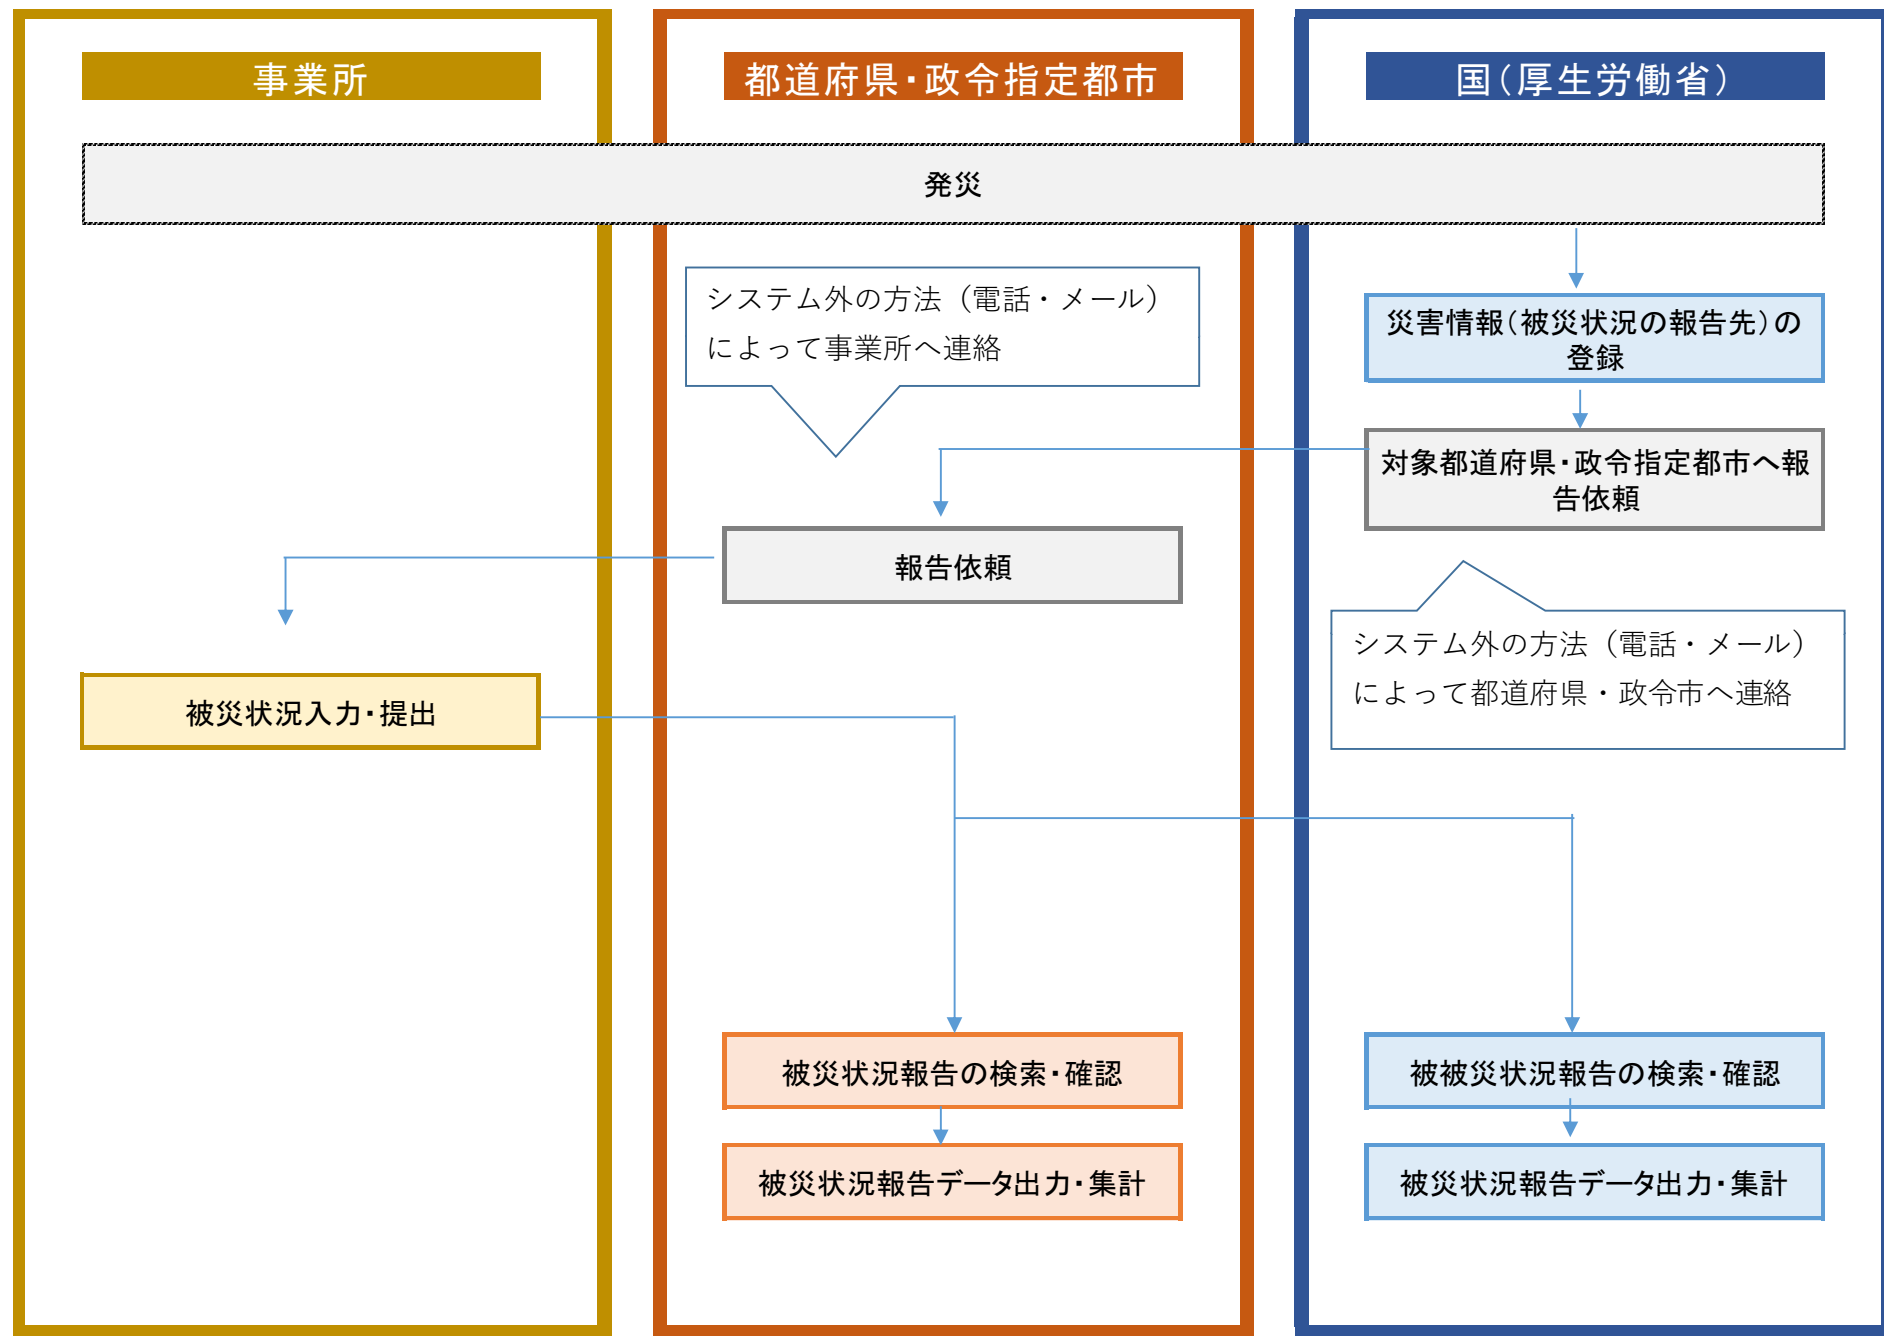 事業所
都道府県・政令指定都市
国（厚生労働省）
発災
システム外の方法（電話・メール）
によって事業所へ連絡
災害情報（被災状況の報告先）の
登録
対象都道府県・政令指定都市へ報
告依頼
報告依頼
システム外の方法（電話・メール）
によって都道府県・政令市へ連絡
被災状況入力・提出
被災状況報告の検索・確認
被被災状況報告の検索・確認
被災状況報告データ出力・集計
被災状況報告データ出力・集計